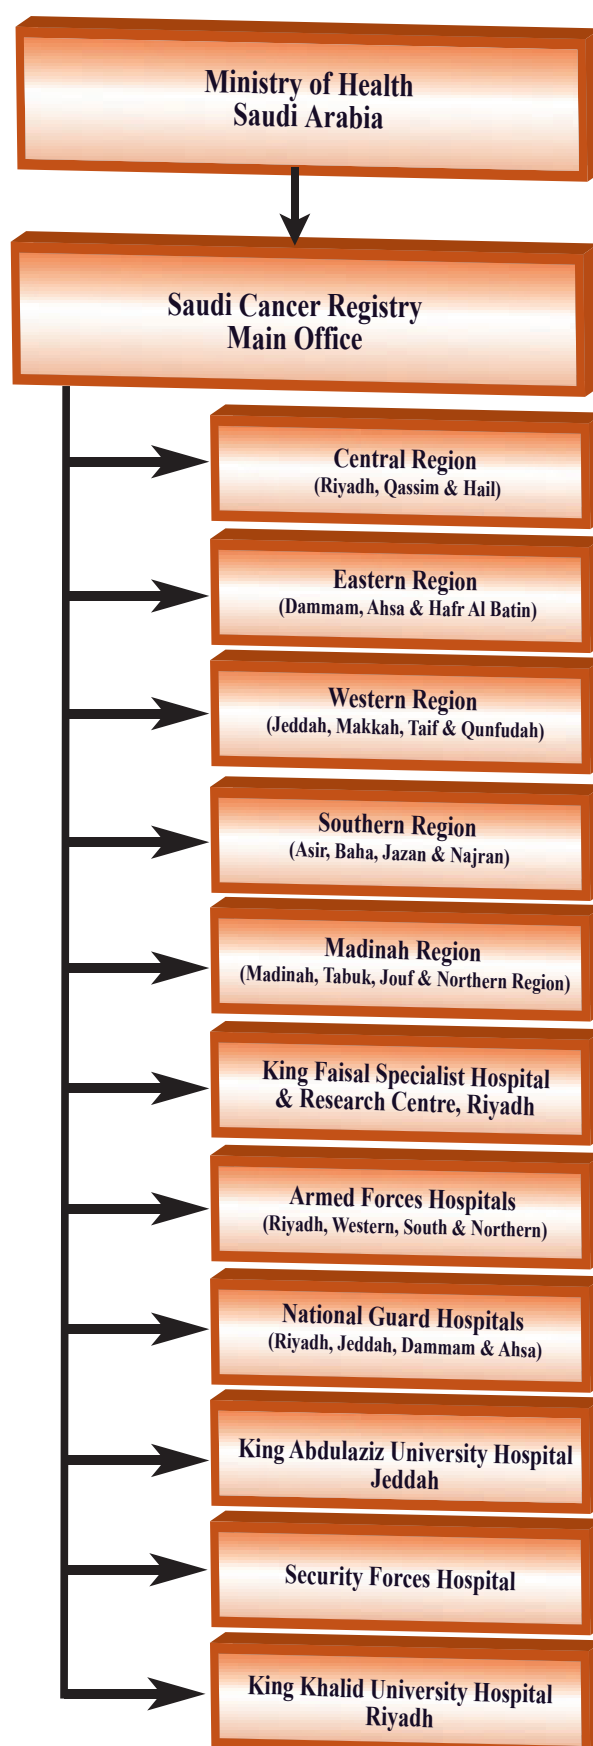 Ministry of Health
Saudi Arabia
Saudi Cancer Registry
Main Office
Central Region
(Riyadh, Qassim & Hail)
Eastern Region
(Dammam, Ahsa & Hafr Al Batin)
Western Region
(Jeddah, Makkah, Taif & Qunfudah)
Southern Region
(Asir, Baha, Jazan & Najran)
Madinah Region
(Madinah, Tabuk, Jouf & Northern Region)
King Faisal Specialist Hospital
& Research Centre, Riyadh
Armed Forces Hospitals
(Riyadh, Western, South & Northern)
National Guard Hospitals
(Riyadh, Jeddah, Dammam & Ahsa)
King Abdulaziz University Hospital
Jeddah
Security Forces Hospital
King Khalid University Hospital
Riyadh